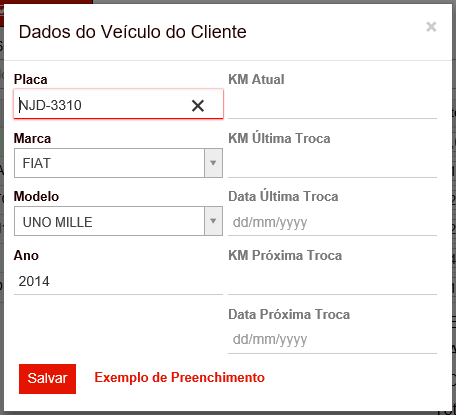 Dados do Veículo do Cliente
×
Placa
NJD-3310
Marca
FIAT
Modelo
UNO MILLE
Ano
2014
KM Atual
KM Última Troca
Data Última Troca
dd/mm/yyyy
KM Próxima Troca
Data Próxima Troca
dd/mm/yyyy
Salvar
Exemplo de Preenchimento